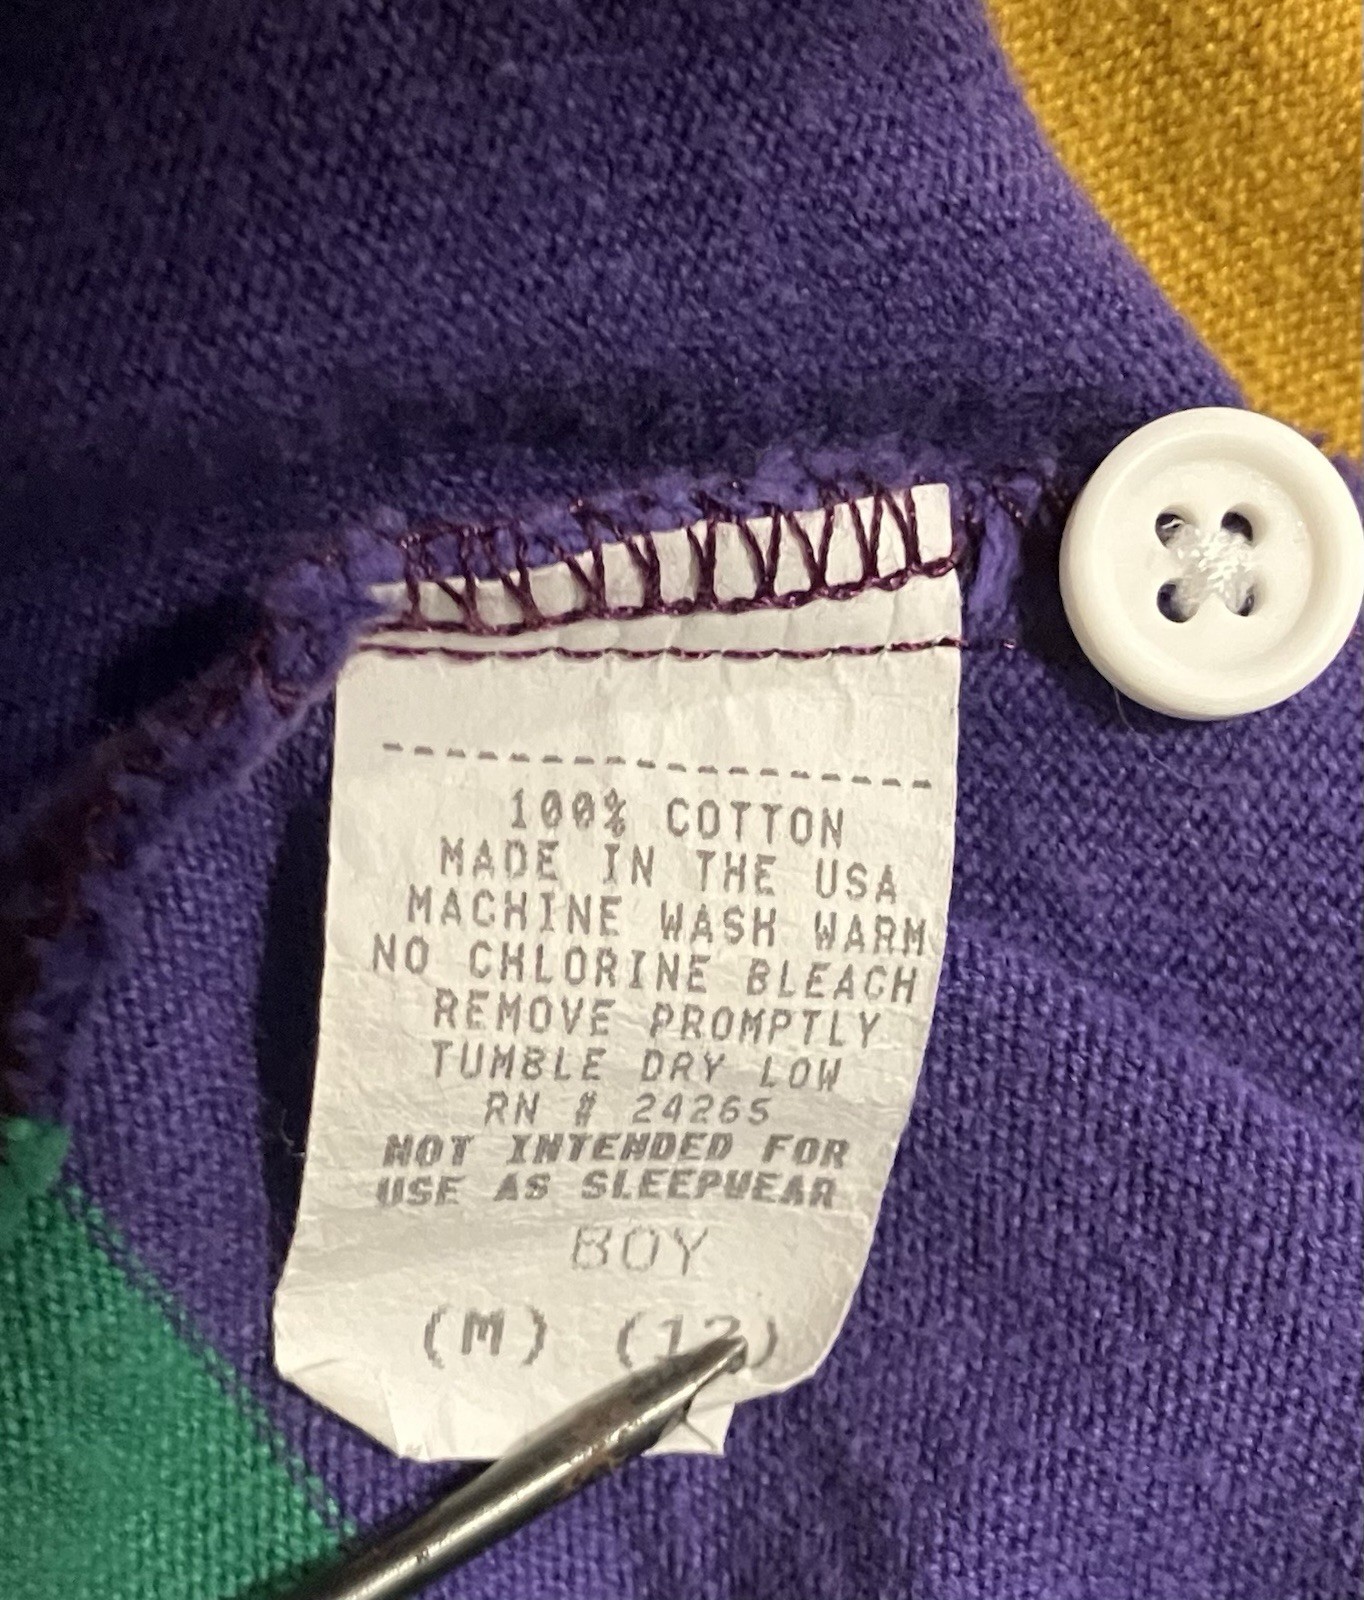 --------------------
100% COTTON
MADE IN THE USA
MACHINE WASH WARM
NO CHLORINE BLEACH
REMOVE PROMPTLY
TUMBLE DRY LOW
RN # 24265
NOT INTENDED FOR
USE AS SLEEPWEAR
BOY
(M) (12)